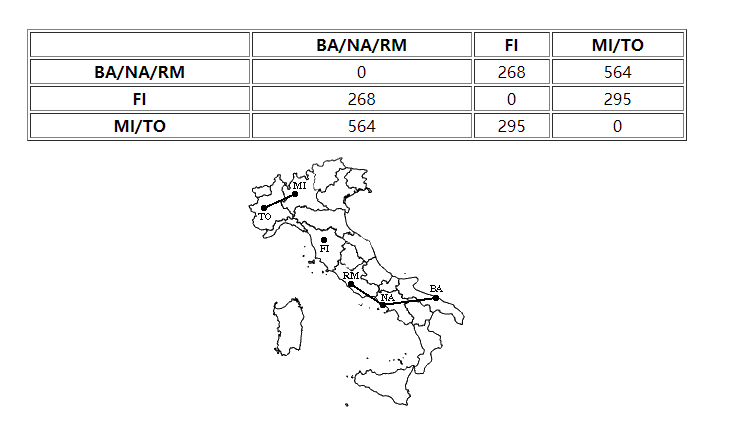 BA/NA/RM FI MI/TO
BA/NA/RM 0 268 564
FI 268 0 295
MI/TO 564 295 0
MI
TO
FI
RM
BA
NA